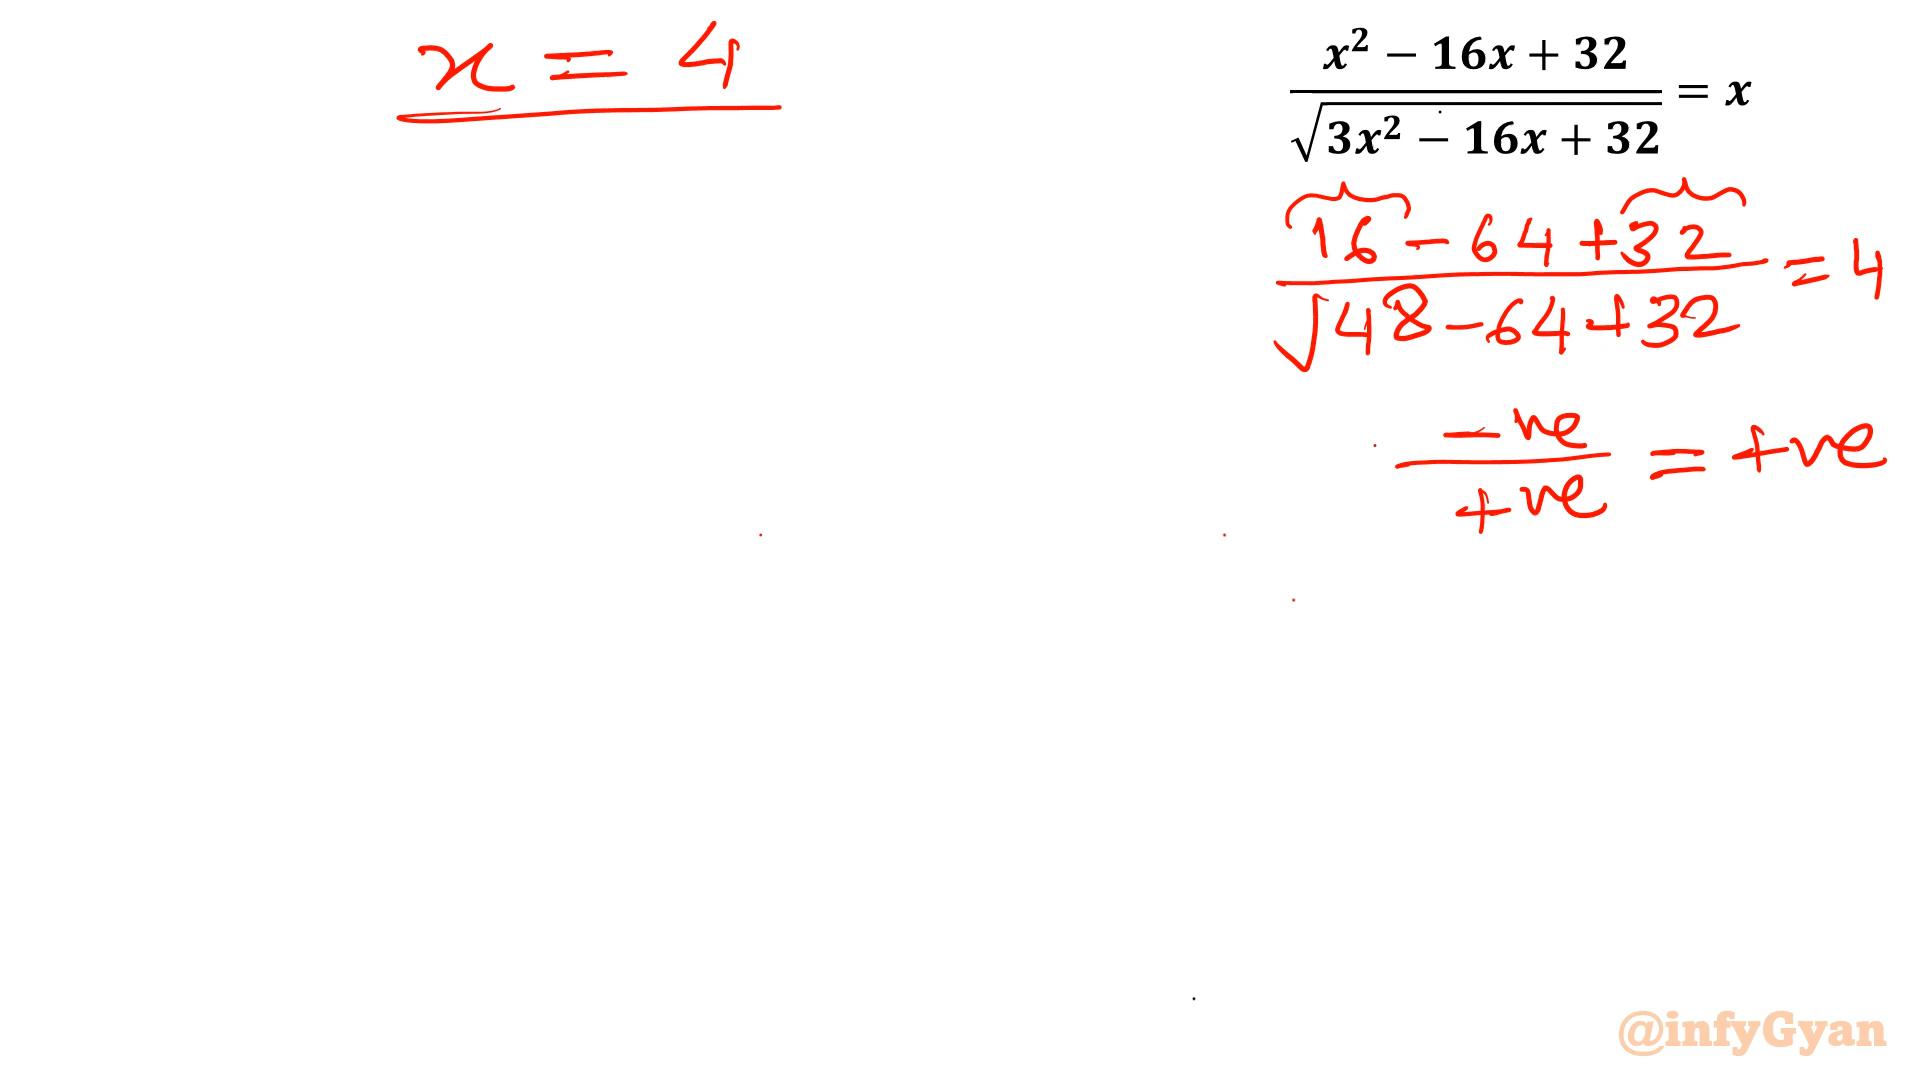 x = 4
x² − 16x + 32
√3x² − 16x + 32
= x
16 − 64 + 32
√48 − 64 + 32
= 4
−ve
+ve
= +ve
@infyGyan